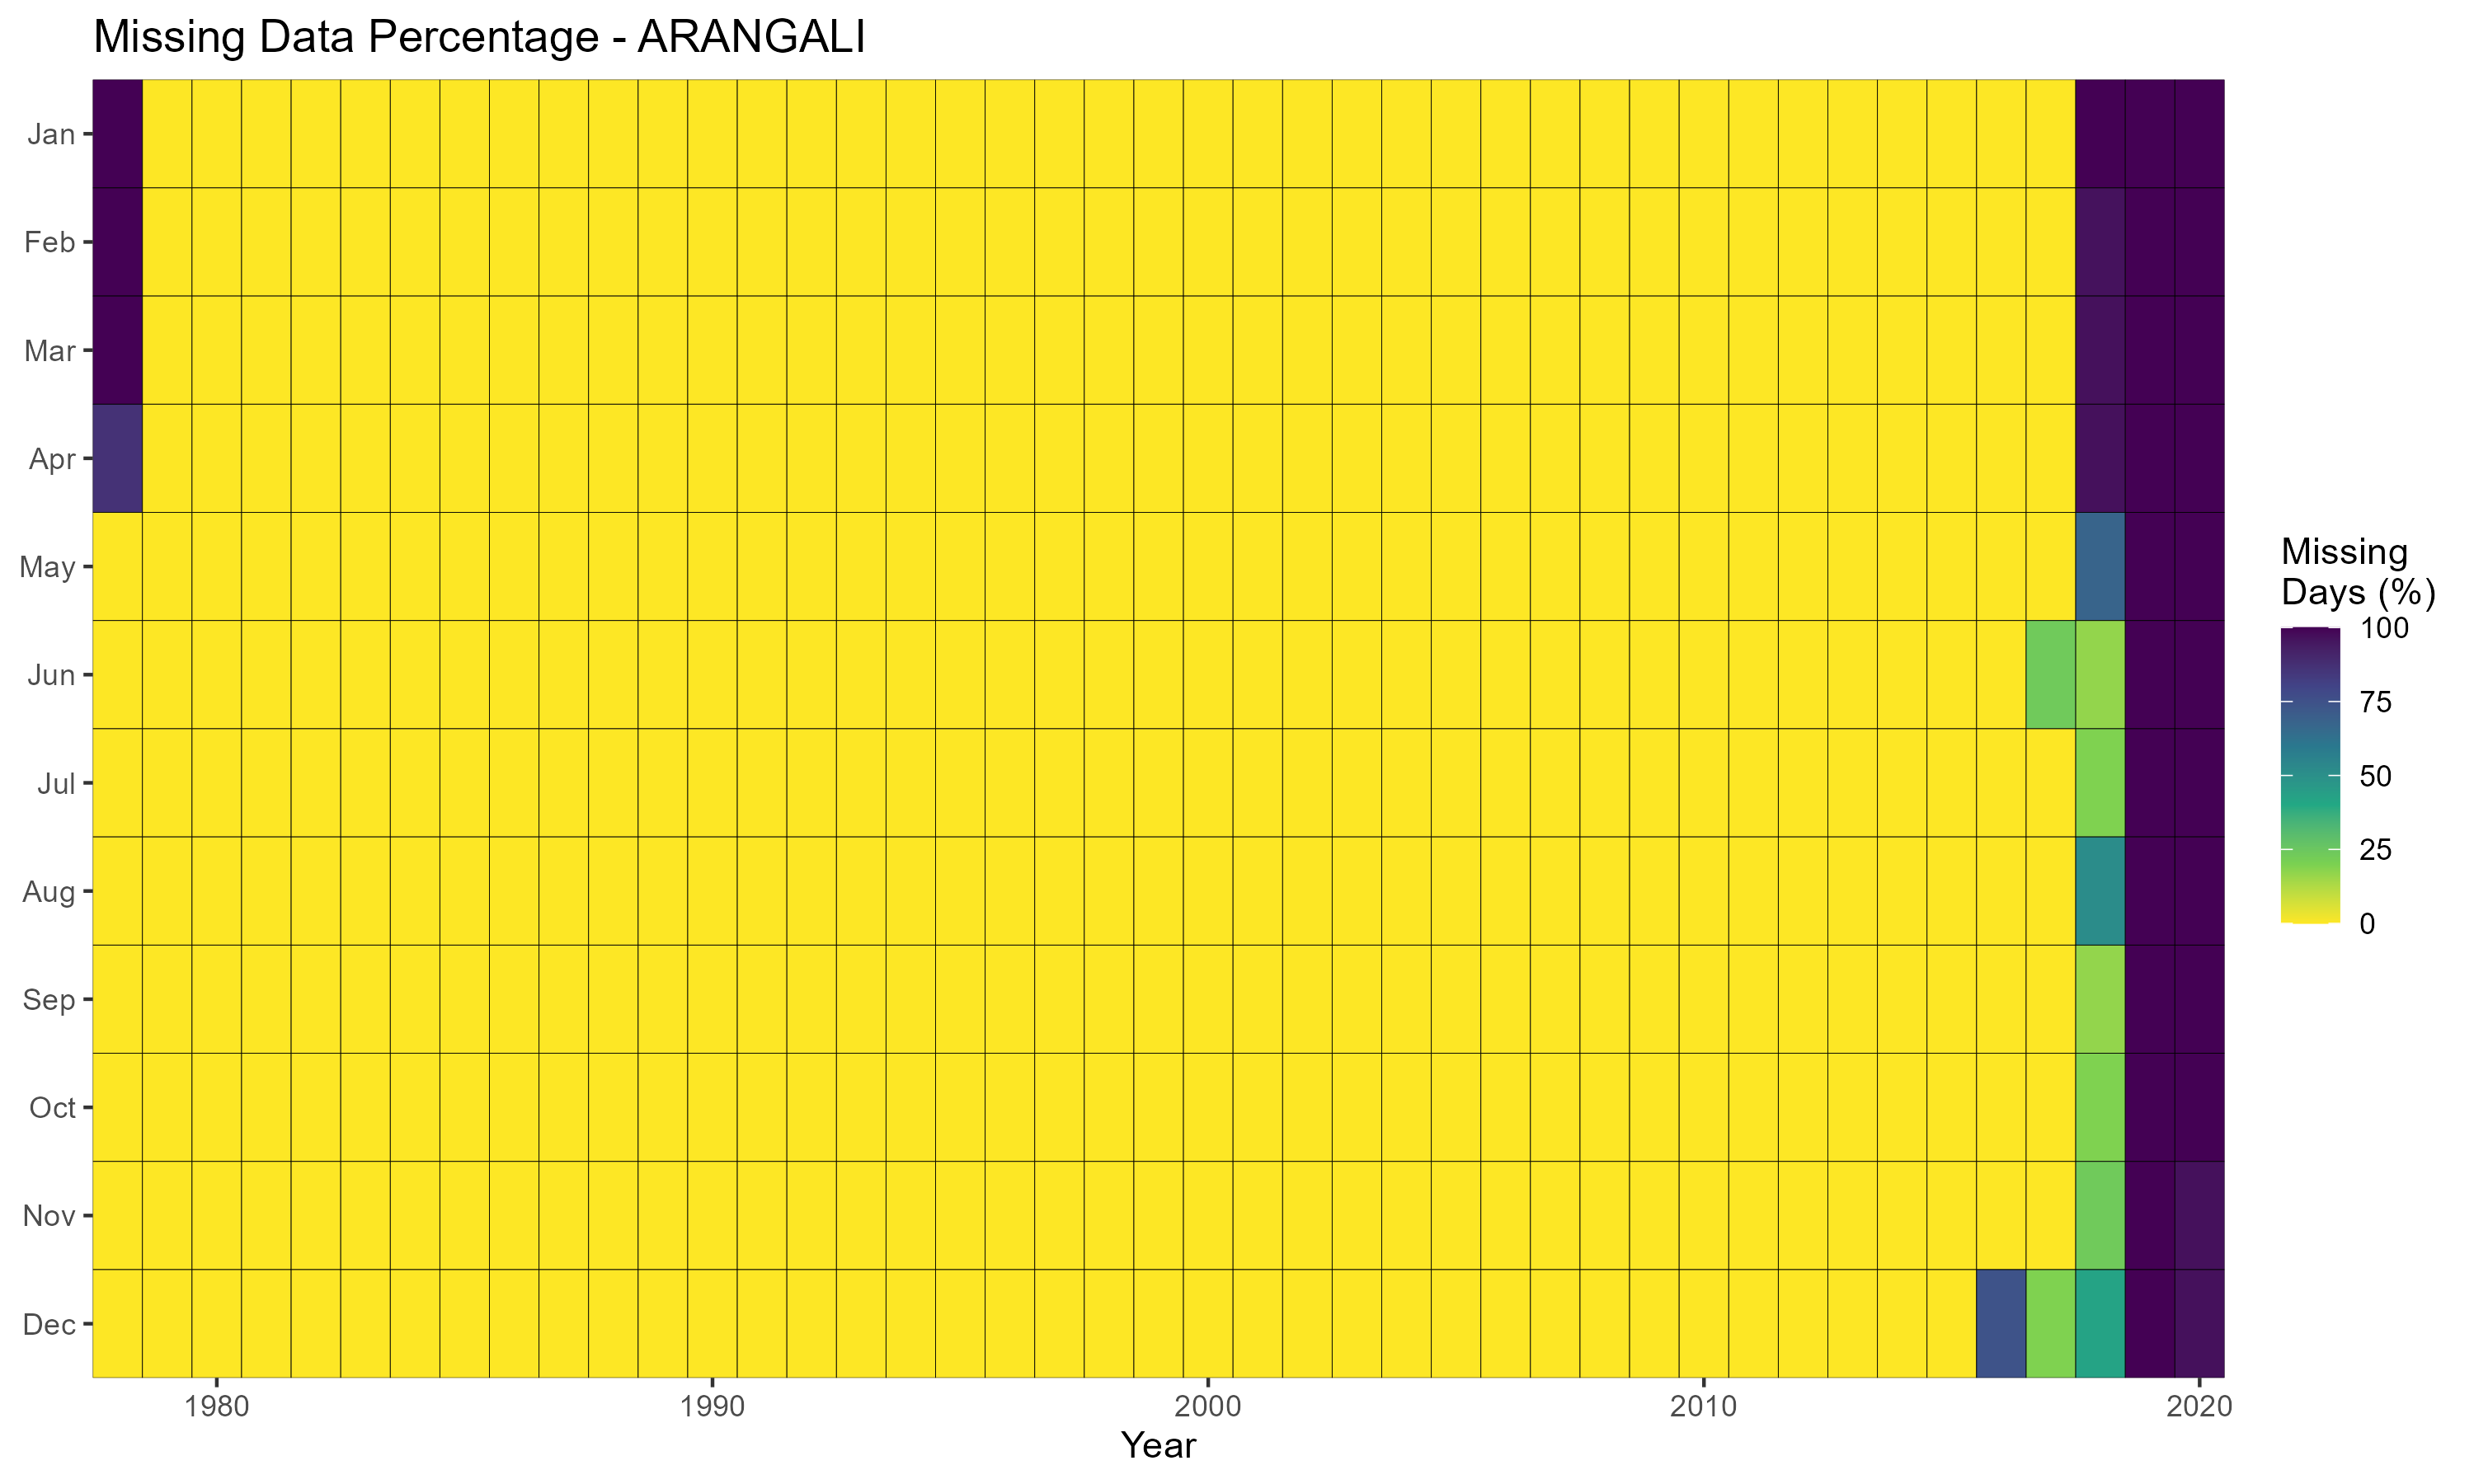 Missing Data Percentage - ARANGALI
Jan
Feb
Mar
Apr
May
Jun
Jul
Aug
Sep
Oct
Nov
Dec
1980
1990
2000
2010
2020
Year
Missing
Days (%)
100
75
50
25
0